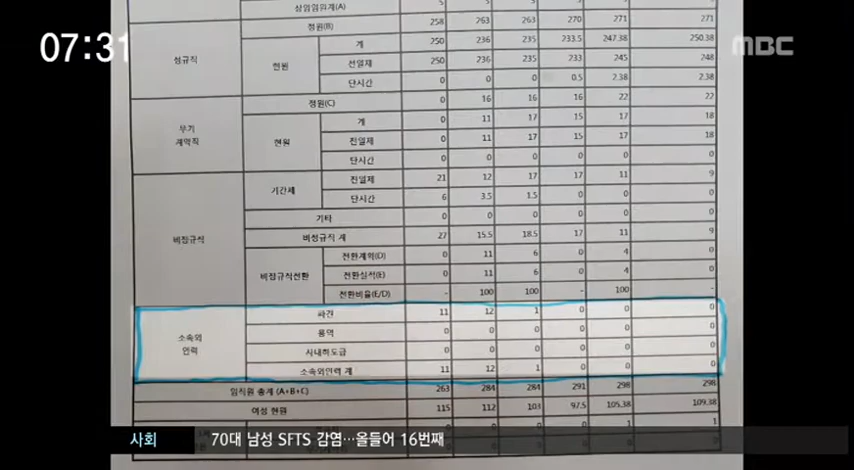 07:31
MBC
상임임원계(A) 5 5 5 5 5 5
정규직 정원(B) 258 263 263 270 271 271
현원 계 250 236 235 233.5 247.38 250.38
전일제 250 236 235 233 245 248
단시간 0 0 0 0.5 2.38 2.38
무기 계약직 정원(C) 0 16 16 16 22 22
현원 계 0 11 17 15 17 18
전일제 0 11 17 15 17 18
단시간 0 0 0 0 0 0
비정규직 기간제 전일제 21 12 17 17 11 9
단시간 6 3.5 1.5 0 0 0
기타 0 0 0 0 0 0
비정규직 계 27 15.5 18.5 17 11 9
비정규직전환 전환계획(D) 0 11 6 0 4 0
전환실적(E) 0 11 6 0 4 0
전환비율(E/D) - 100 100 - 100 -
소속외 인력 파견 11 12 1 0 0 0
용역 0 0 0 0 0 0
사내하도급 0 0 0 0 0 0
소속외인력 계 11 12 1 0 0 0
임직원 총계 (A+B+C) 263 284 284 291 298 298
여성 현원 115 112 103 97.5 105.38 109.38
사회 70대 남성 SFTS 감염…올들어 16번째